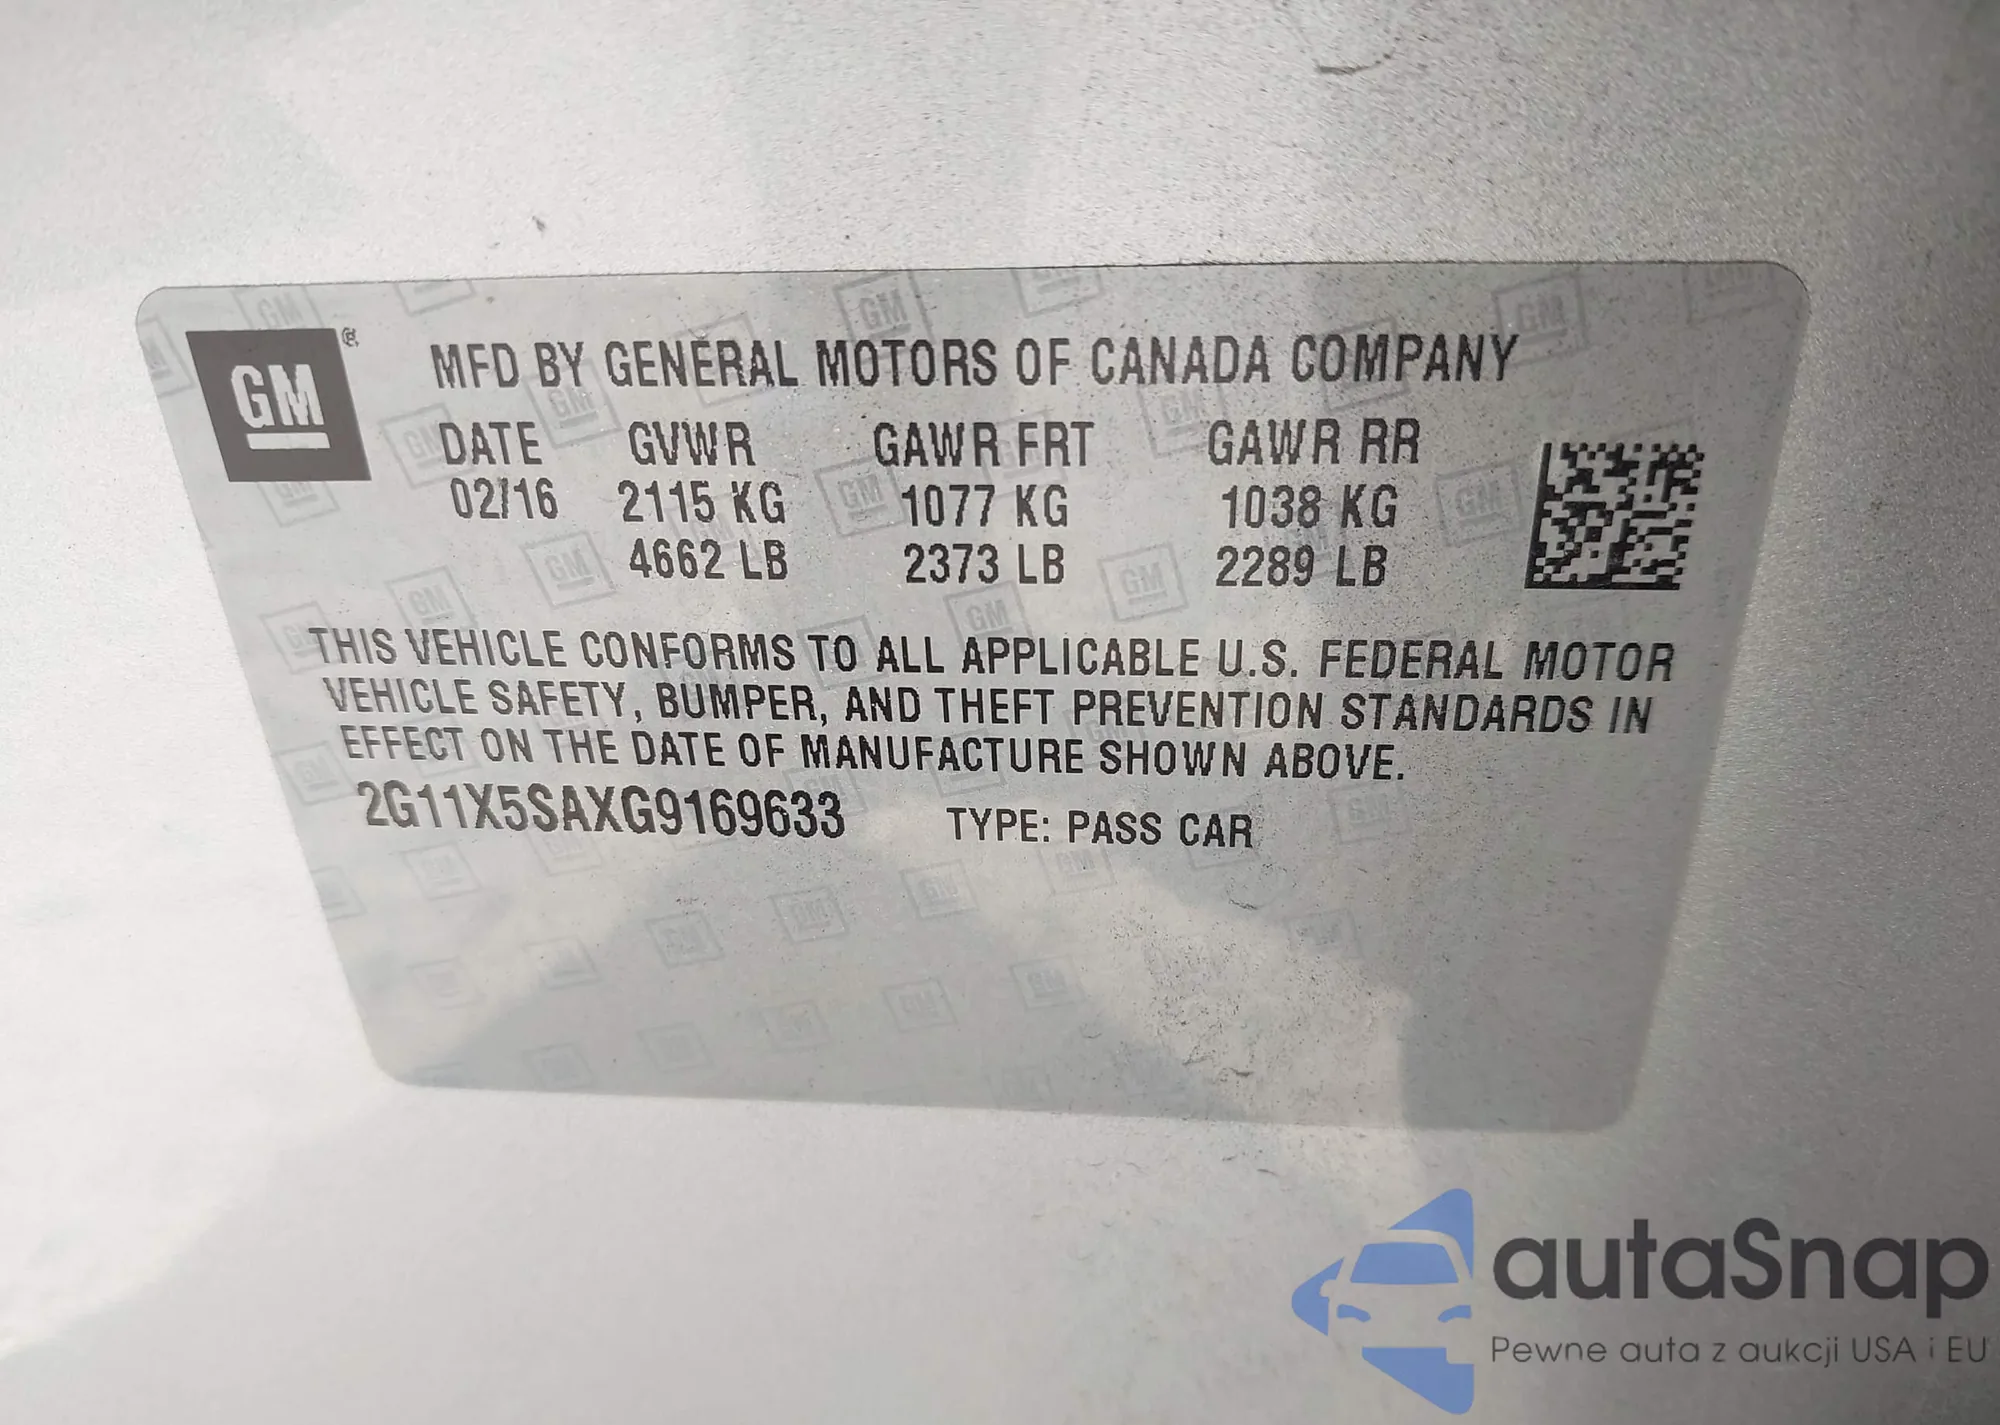 GM ®
MFD BY GENERAL MOTORS OF CANADA COMPANY
DATE GVWR GAWR FRT GAWR RR
02/16 2115 KG 1077 KG 1038 KG
4662 LB 2373 LB 2289 LB
THIS VEHICLE CONFORMS TO ALL APPLICABLE U.S. FEDERAL MOTOR
VEHICLE SAFETY, BUMPER, AND THEFT PREVENTION STANDARDS IN
EFFECT ON THE DATE OF MANUFACTURE SHOWN ABOVE.
2G11X5SAXG9169633 TYPE: PASS CAR
autaSnap
Pewne auta z aukcji USA i EU